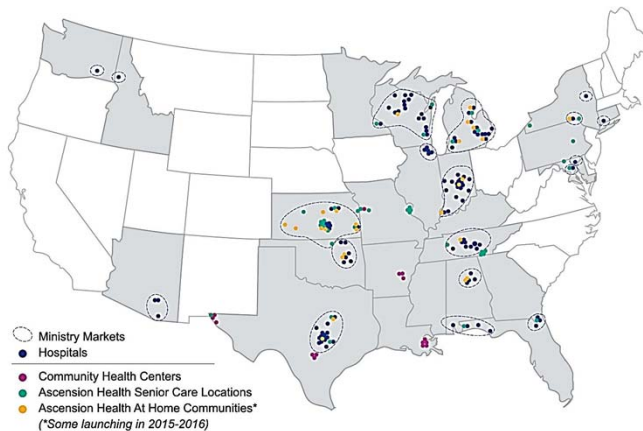 Ministry Markets
Hospitals
Community Health Centers
Ascension Health Senior Care Locations
Ascension Health At Home Communities*
(*Some launching in 2015-2016)